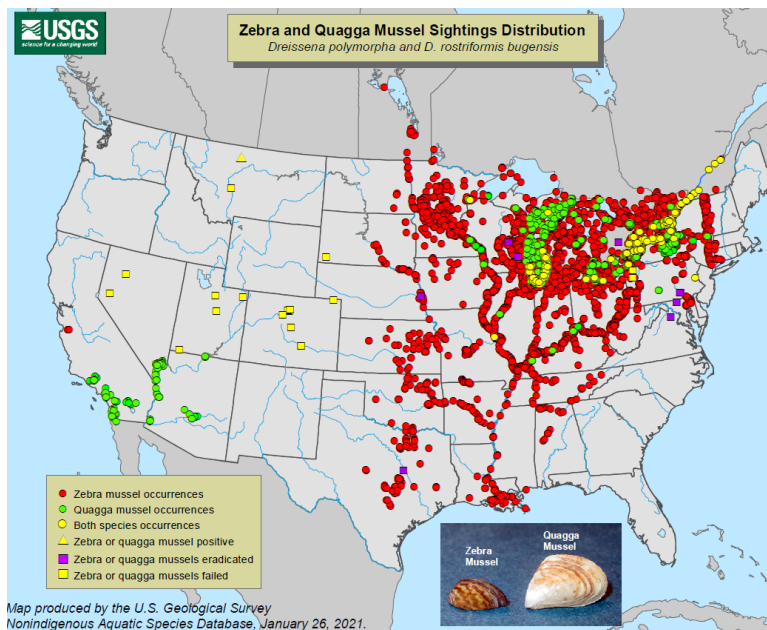 USGS
science for a changing world
Zebra and Quagga Mussel Sightings Distribution
Dreissena polymorpha and D. rostriformis bugensis
Zebra mussel occurrences
Quagga mussel occurrences
Both species occurrences
Zebra or quagga mussel positive
Zebra or quagga mussels eradicated
Zebra or quagga mussels failed
Zebra
Mussel
Quagga
Mussel
Map produced by the U.S. Geological Survey
Nonindigenous Aquatic Species Database, January 26, 2021.